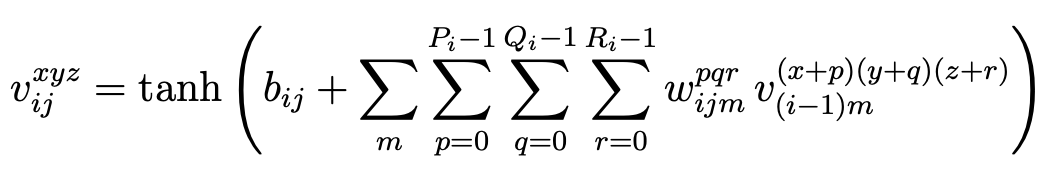 v_{ij}^{xyz} = \tanh \left( b_{ij} + \sum_{m} \sum_{p=0}^{P_i-1} \sum_{q=0}^{Q_i-1} \sum_{r=0}^{R_i-1} w_{ijm}^{pqr} v_{(i-1)m}^{(x+p)(y+q)(z+r)} \right)